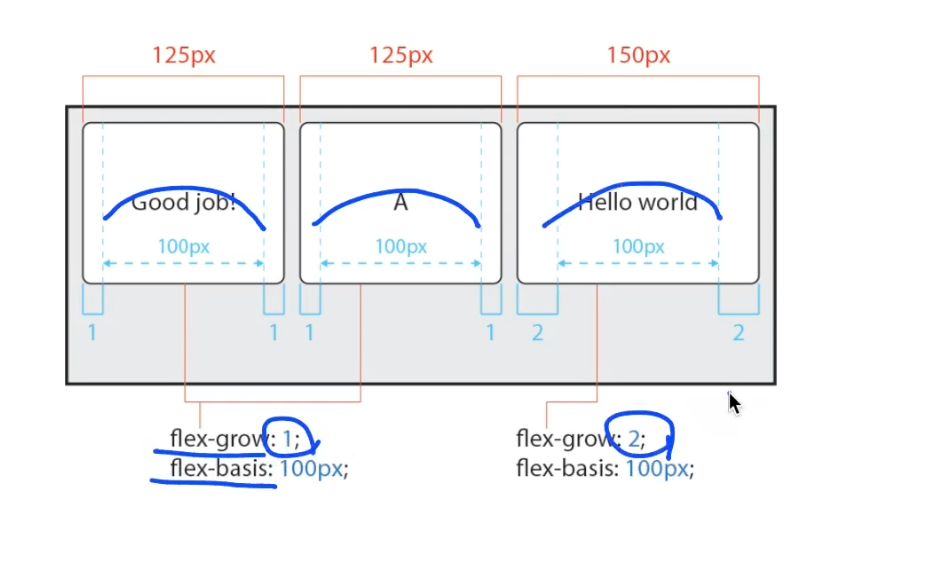 125px 125px 150px
Good job! A Hello world
100px 100px 100px
1 1 1 1 2 2
flex-grow: 1; flex-grow: 2;
flex-basis: 100px; flex-basis: 100px;